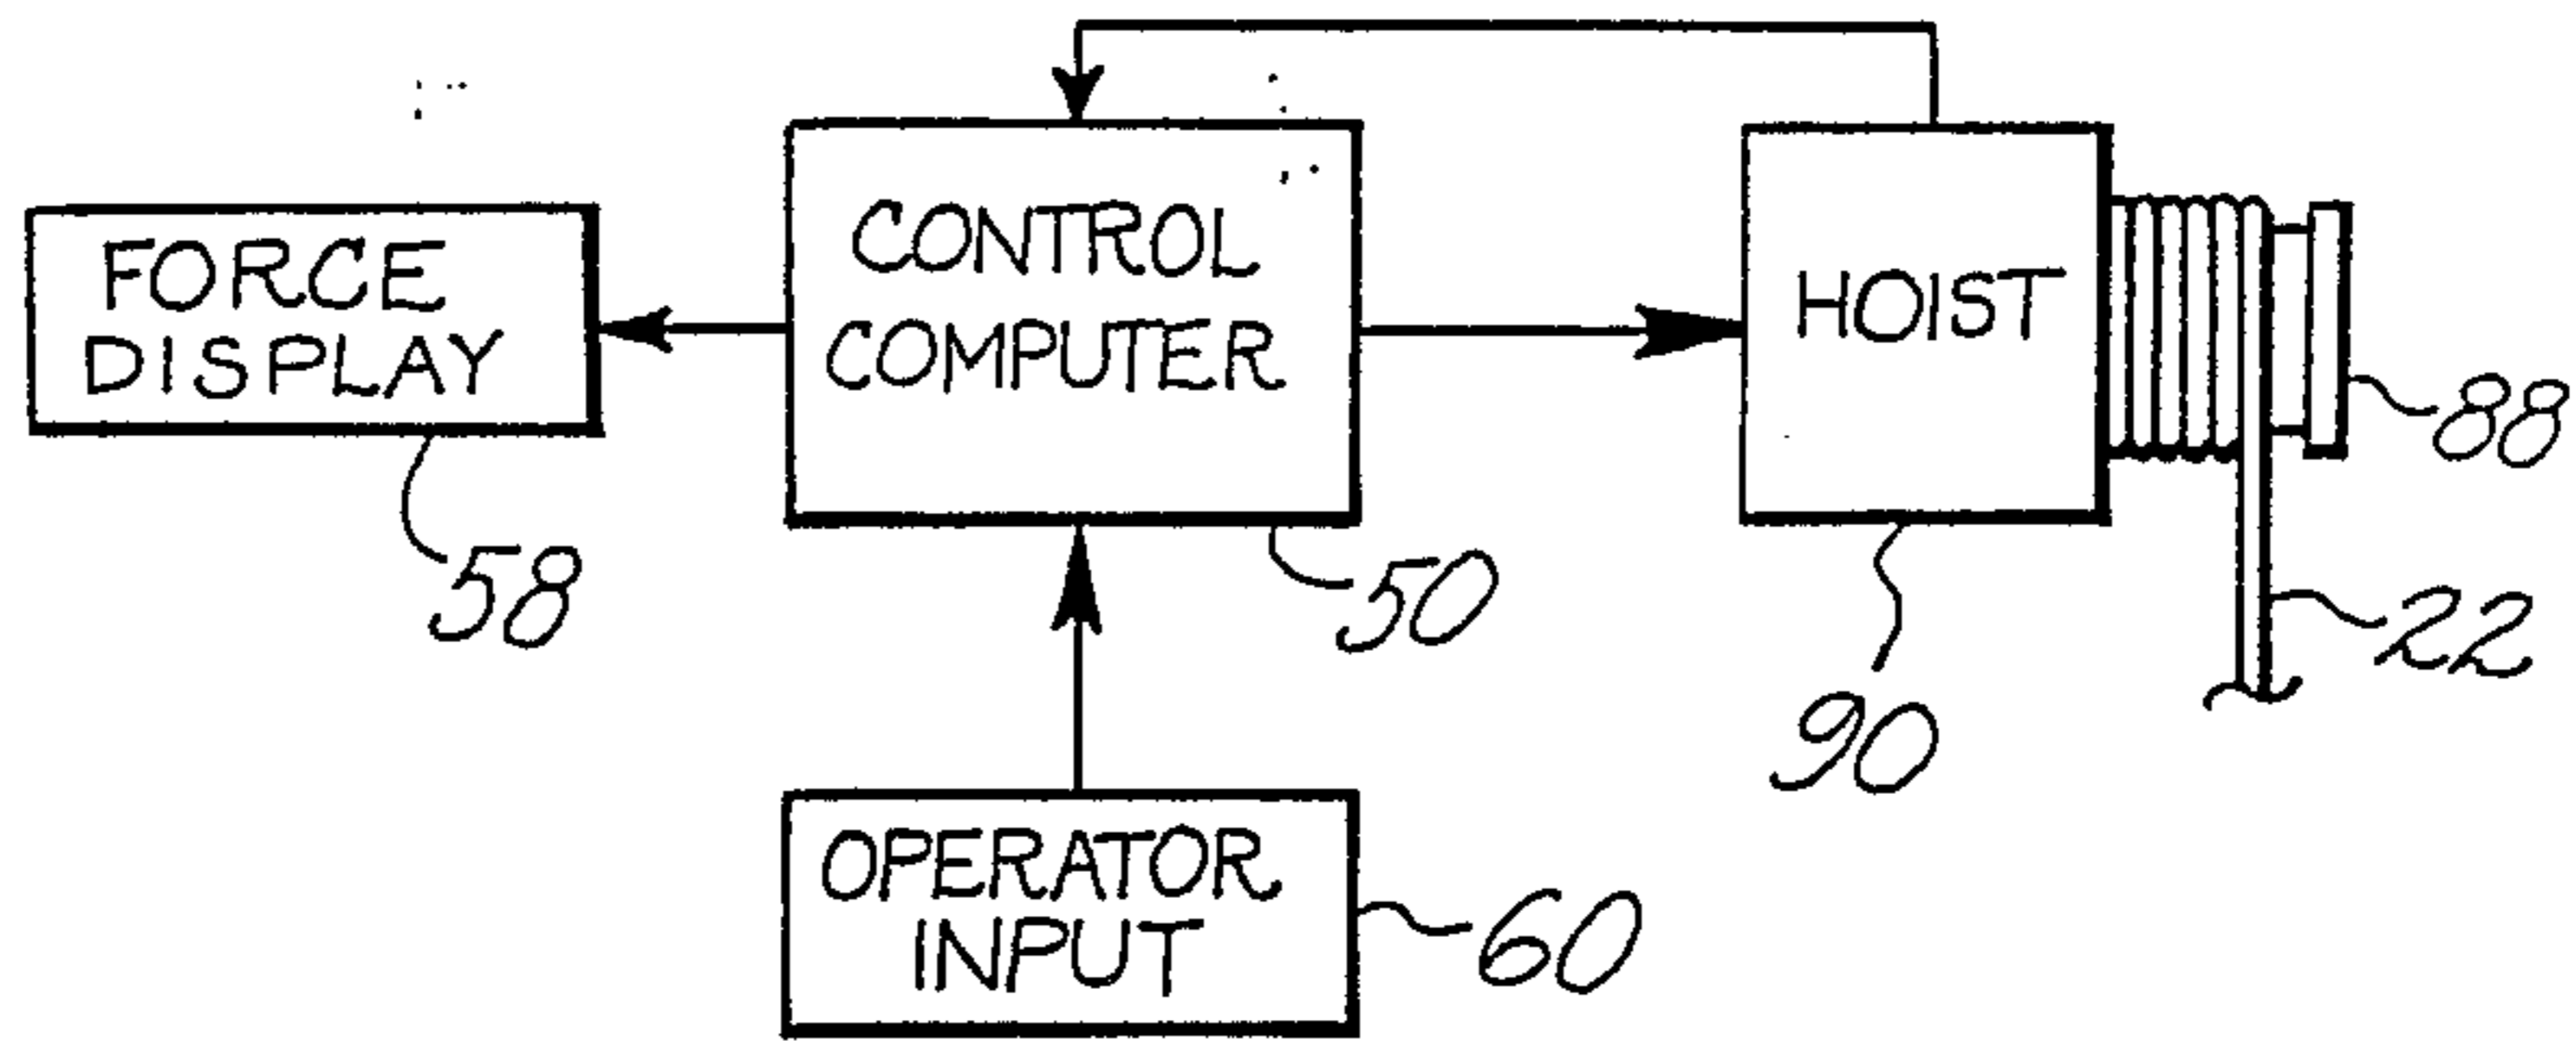 FORCE
DISPLAY
58
CONTROL
COMPUTER
50
HOIST
90
88
22
OPERATOR
INPUT
60